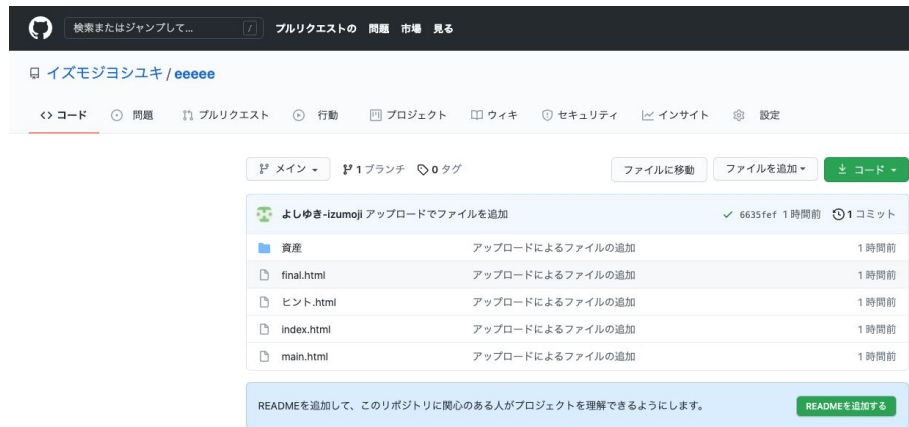 検索またはジャンプして... / プルリクエストの 問題 市場 見る
イズモジヨシユキ / eeeee
<> コード 問題 プルリクエスト 行動 プロジェクト ウィキ セキュリティ インサイト 設定
メイン 1 ブランチ 0 タグ ファイルに移動 ファイルを追加 コード
よしゆき-izumoji アップロードでファイルを追加 6635fef 1 時間前 1 コミット
資産 アップロードによるファイルの追加 1 時間前
final.html アップロードによるファイルの追加 1 時間前
ヒント.html アップロードによるファイルの追加 1 時間前
index.html アップロードによるファイルの追加 1 時間前
main.html アップロードによるファイルの追加 1 時間前
READMEを追加して、このリポジトリに関心のある人がプロジェクトを理解できるようにします。 READMEを追加する